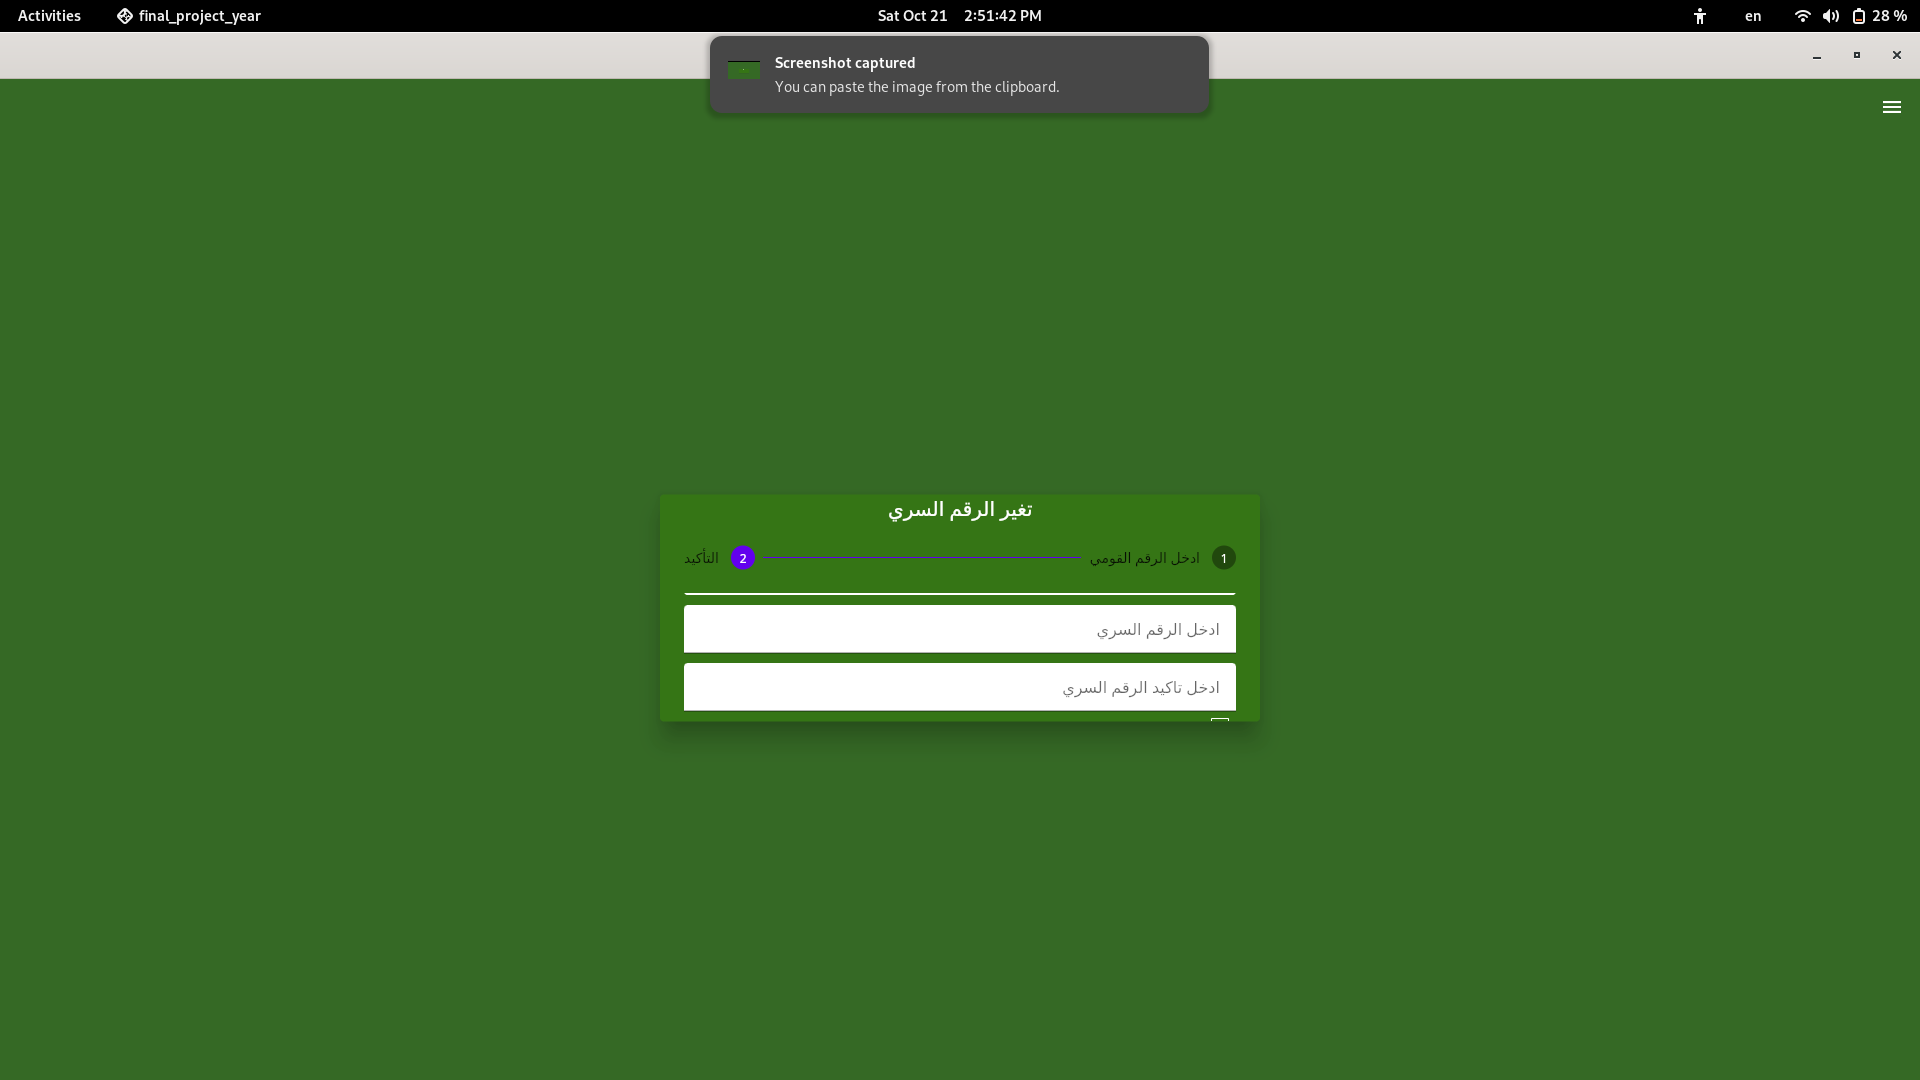 Activities final_project_year Sat Oct 21 2:51:42 PM en 28 %
Screenshot captured
You can paste the image from the clipboard.
تغير الرقم السري
1 ادخل الرقم القومي 2 التأكيد
ادخل الرقم السري
ادخل تاكيد الرقم السري